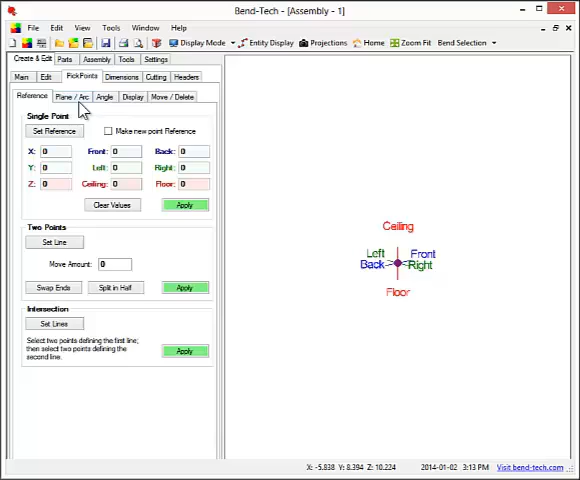 Bend-Tech - [Assembly - 1]
File Edit View Tools Window Help
Display Mode Entity Display Projections Home Zoom Fit Bend Selection
Create & Edit Parts Assembly Tools Settings
Main Edit PickPoints Dimensions Cutting Headers
Reference Plane / Arc Angle Display Move / Delete
Single Point
Set Reference Make new point Reference
X: 0 Front: 0 Back: 0
Y: 0 Left: 0 Right: 0
Z: 0 Ceiling: 0 Floor: 0
Clear Values Apply
Two Points
Set Line
Move Amount: 0
Swap Ends Split in Half Apply
Intersection
Set Lines
Select two points defining the first line;
then select two points defining the
second line.
Apply
Ceiling
Left Front
Back Right
Floor
X: -5.838 Y: 8.394 Z: 10.224 2014-01-02 3:13 PM Visit bend-tech.com